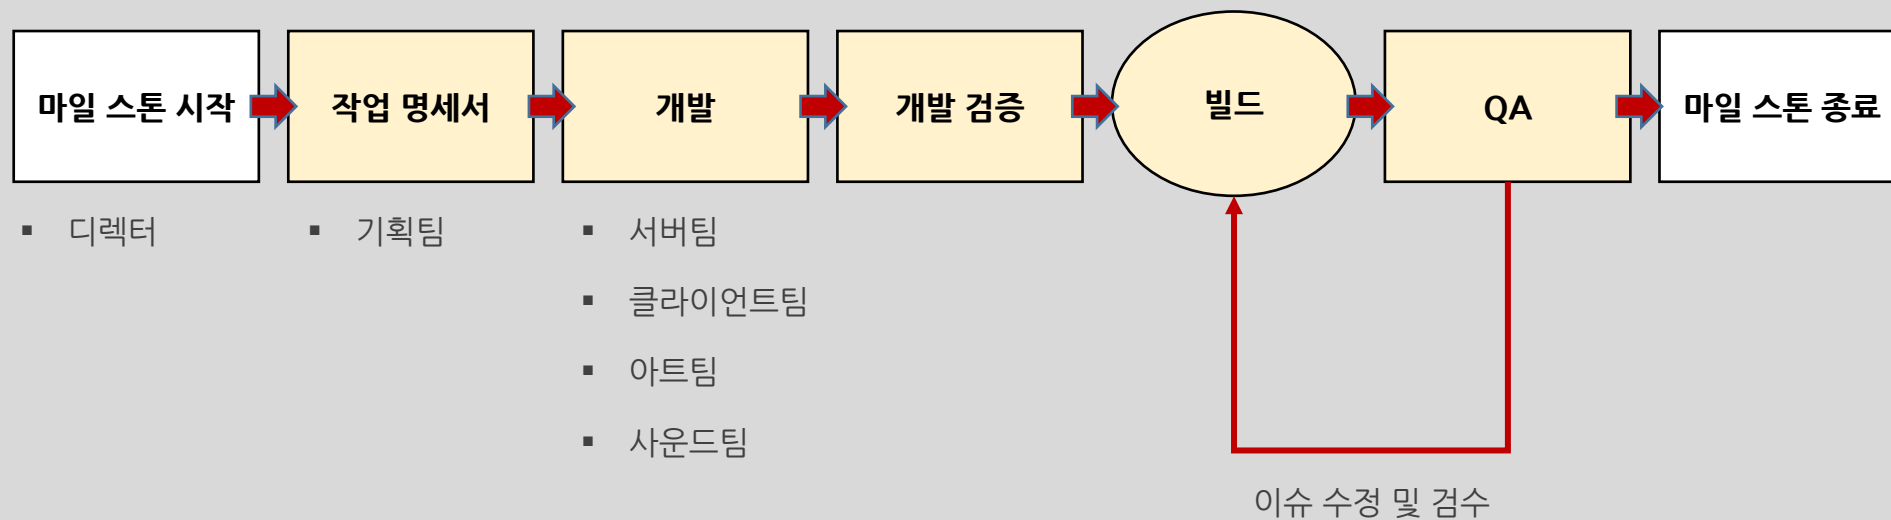 마일 스톤 시작
작업 명세서
개발
개발 검증
빌드
QA
마일 스톤 종료
▪ 디렉터
▪ 기획팀
▪ 서버팀
▪ 클라이언트팀
▪ 아트팀
▪ 사운드팀
이슈 수정 및 검수